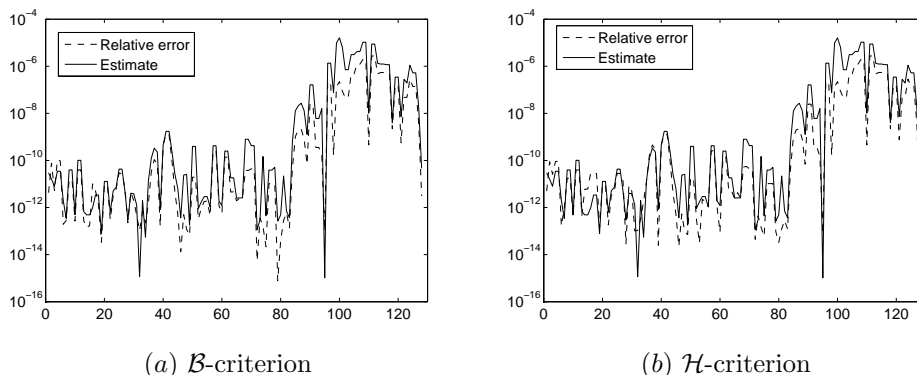 10⁻⁴
10⁻⁶
10⁻⁸
10⁻¹⁰
10⁻¹²
10⁻¹⁴
10⁻¹⁶
0 20 40 60 80 100 120
Relative error
Estimate
(a) B-criterion
10⁻⁴
10⁻⁶
10⁻⁸
10⁻¹⁰
10⁻¹²
10⁻¹⁴
10⁻¹⁶
0 20 40 60 80 100 120
Relative error
Estimate
(b) H-criterion